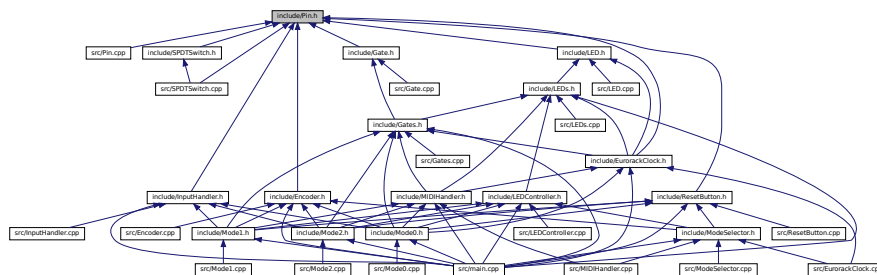 include/Pin.h
src/Pin.cpp
include/SPDTSwitch.h
include/Gate.h
include/LED.h
src/SPDTSwitch.cpp
src/Gate.cpp
include/LEDs.h
src/LED.cpp
include/Gates.h
src/LEDs.cpp
src/Gates.cpp
include/EurorackClock.h
include/InputHandler.h
include/Encoder.h
include/MIDIHandler.h
include/LEDController.h
include/ResetButton.h
src/InputHandler.cpp
src/Encoder.cpp
include/Mode1.h
include/Mode2.h
include/Mode0.h
src/LEDController.cpp
include/ModeSelector.h
src/ResetButton.cpp
src/Mode1.cpp
src/Mode2.cpp
src/Mode0.cpp
src/main.cpp
src/MIDIHandler.cpp
src/ModeSelector.cpp
src/EurorackClock.cpp